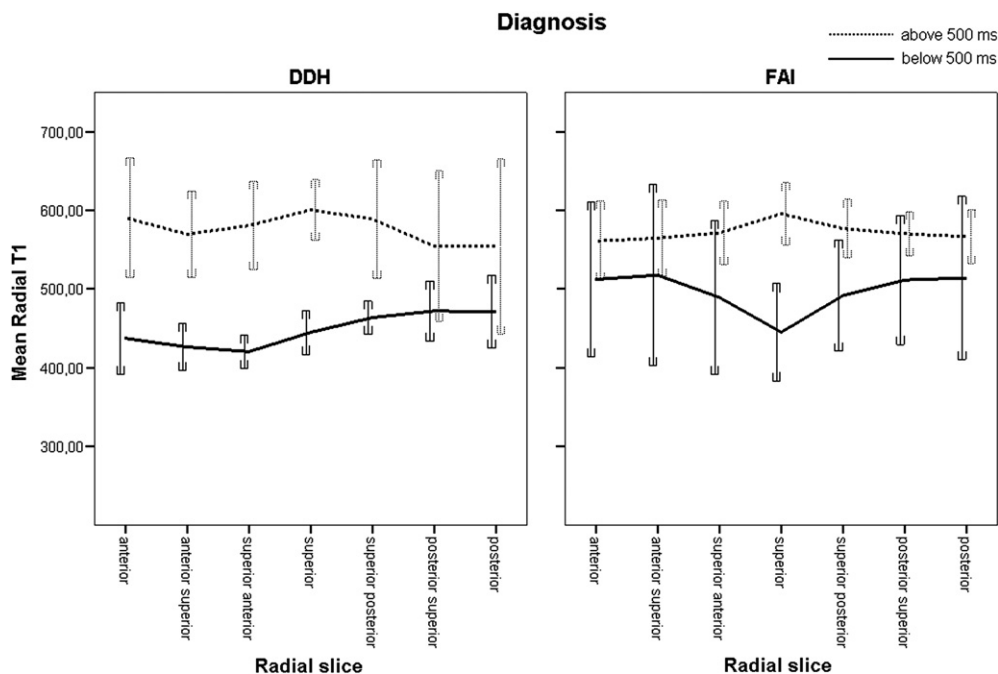 Diagnosis
above 500 ms
below 500 ms
DDH
FAI
Mean Radial T1
700,00
600,00
500,00
400,00
300,00
anterior
anterior superior
superior anterior
superior
superior posterior
posterior superior
posterior
anterior
anterior superior
superior anterior
superior
superior posterior
posterior superior
posterior
Radial slice
Radial slice